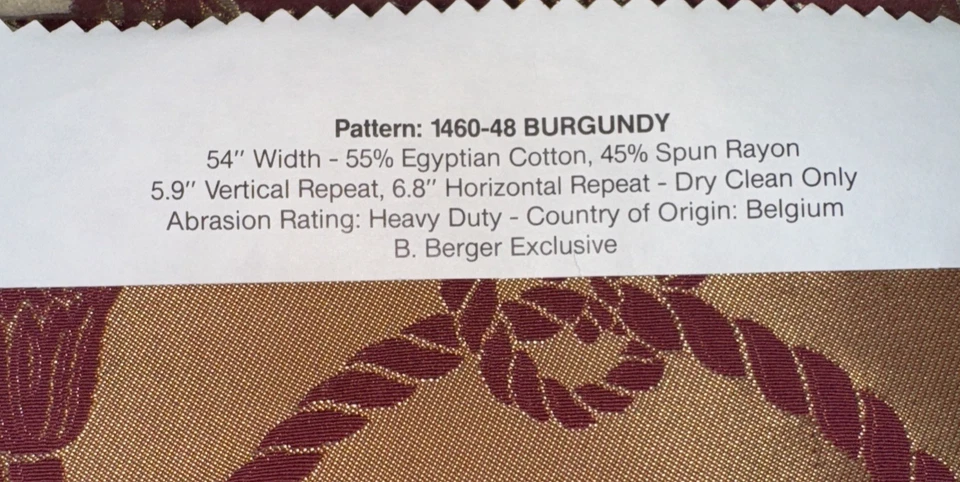 Pattern: 1460-48 BURGUNDY
54" Width - 55% Egyptian Cotton, 45% Spun Rayon
5.9" Vertical Repeat, 6.8" Horizontal Repeat - Dry Clean Only
Abrasion Rating: Heavy Duty - Country of Origin: Belgium
B. Berger Exclusive